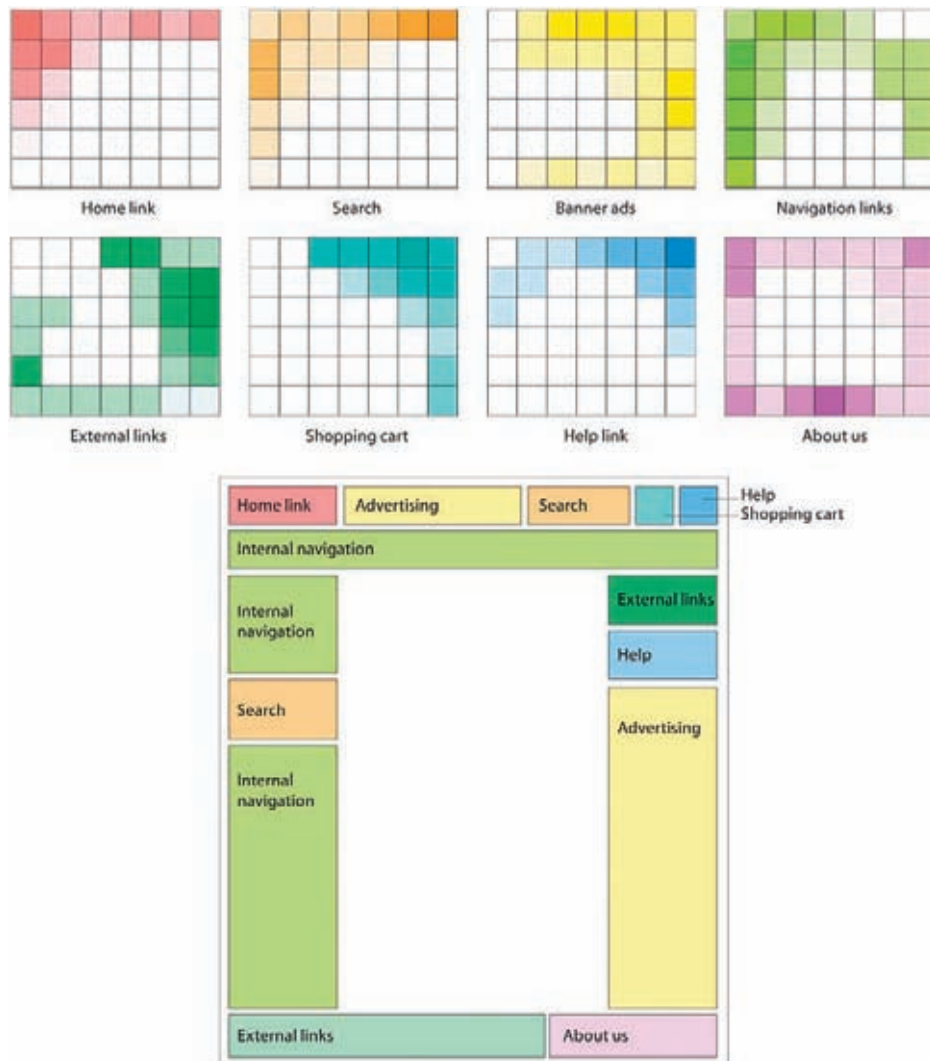 Home link
Search
Banner ads
Navigation links
External links
Shopping cart
Help link
About us
Home link
Advertising
Search
Help
Shopping cart
Internal navigation
Internal
navigation
External links
Help
Search
Advertising
Internal
navigation
External links
About us